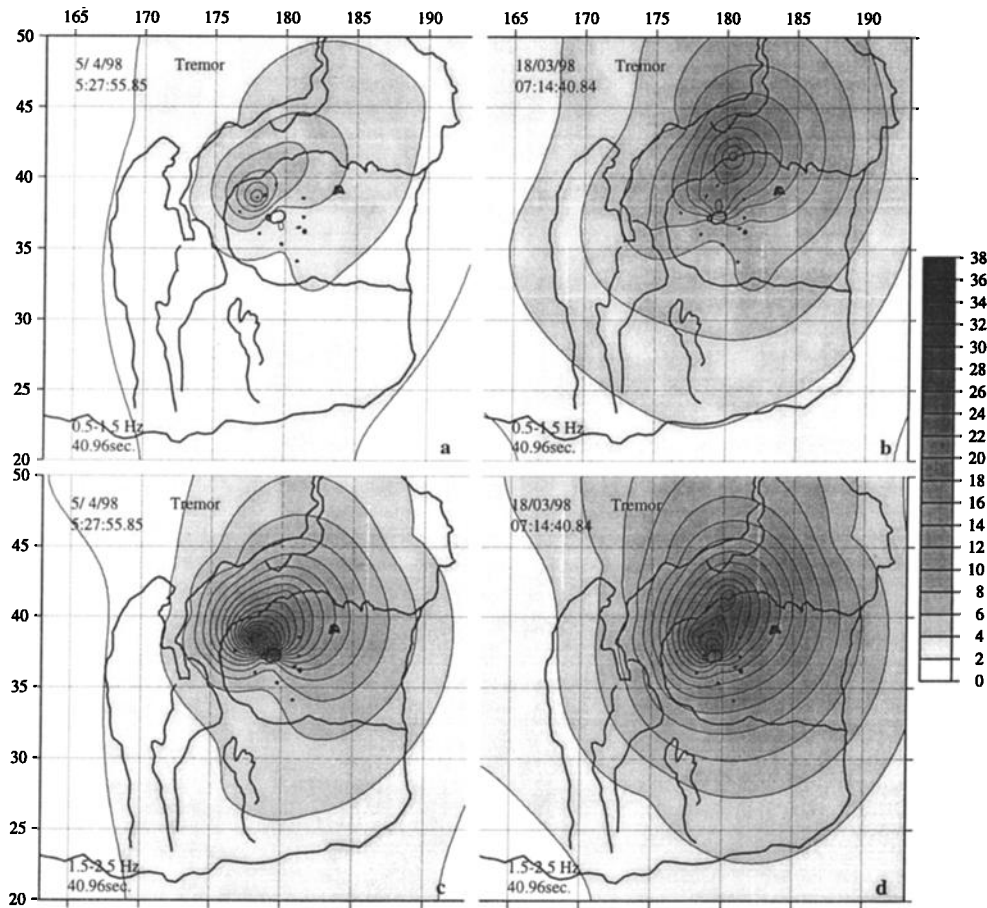 165 170 175 180 185 190 165 170 175 180 185 190
50
45
40
35
30
25
20
5/ 4/98 Tremor
5:27:55.85
0.5-1.5 Hz
40.96sec.
a
18/03/98 Tremor
07:14:40.84
0.5-1.5 Hz
40.96sec.
b
50
45
40
35
30
25
20
5/ 4/98 Tremor
5:27:55.85
1.5-2.5 Hz
40.96sec.
c
18/03/98 Tremor
07:14:40.84
1.5-2.5 Hz
40.96sec.
d
38
36
34
32
30
28
26
24
22
20
18
16
14
12
10
8
6
4
2
0